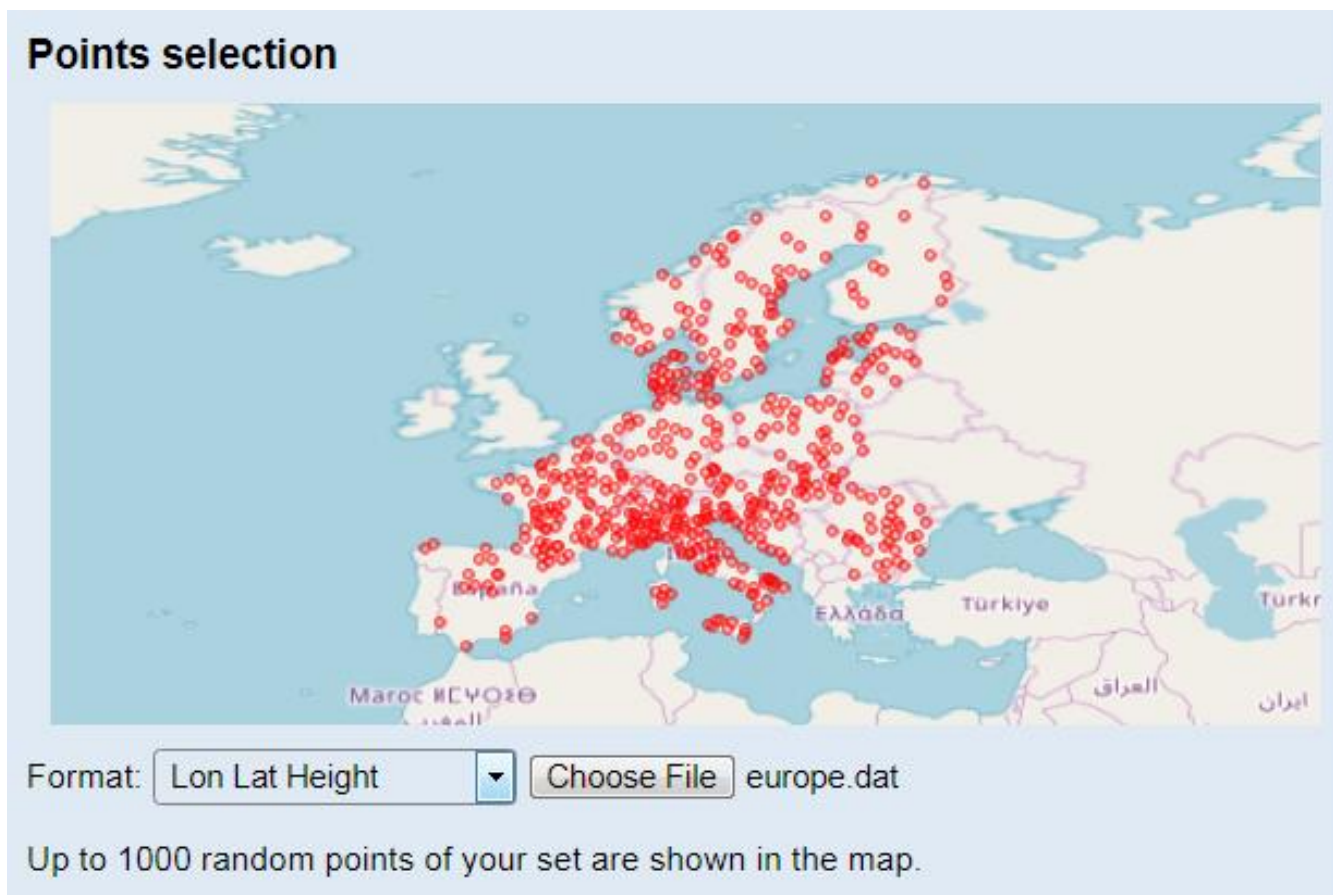 Points selection
España
Ελλάδα
Türkiye
Türkr
Maroc ⵍⵎⵖⵔⵉⴱ
العراق
ایران
Format: Lon Lat Height Choose File europe.dat
Up to 1000 random points of your set are shown in the map.